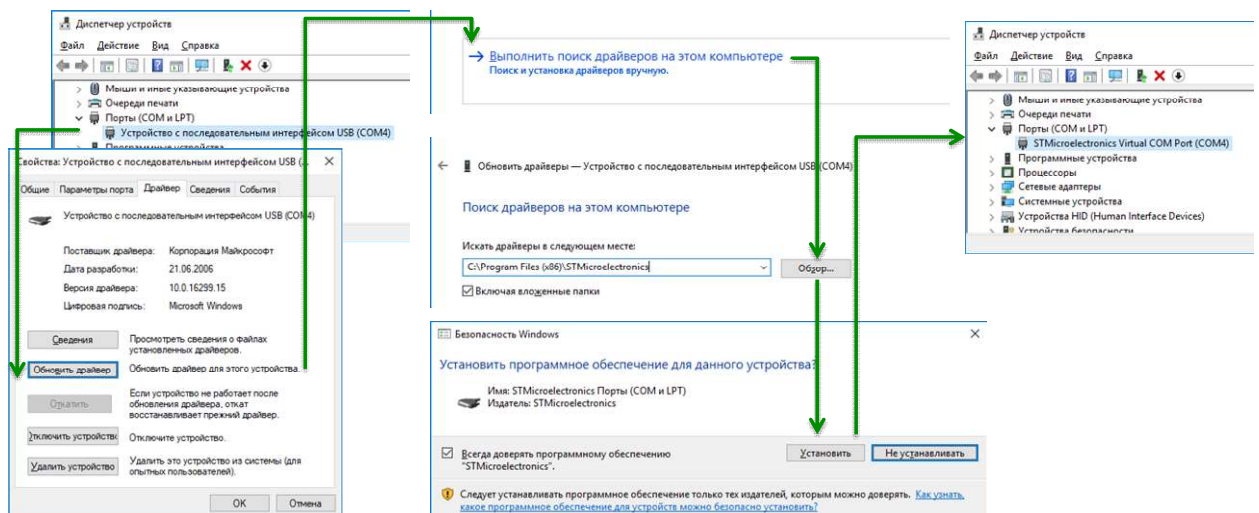 Диспетчер устройств
Файл Действие Вид Справка
Мыши и иные указывающие устройства
Очереди печати
Порты (COM и LPT)
Устройство с последовательным интерфейсом USB (COM4)
Программные устройства
Свойства: Устройство с последовательным интерфейсом USB (...
Общие Параметры порта Драйвер Сведения События
Устройство с последовательным интерфейсом USB (COM4)
Поставщик драйвера: Корпорация Майкрософт
Дата разработки: 21.06.2006
Версия драйвера: 10.0.16299.15
Цифровая подпись: Microsoft Windows
Сведения
Просмотреть сведения о файлах
установленных драйверов.
Обновить драйвер
Обновить драйвер для этого устройства.
Откатить
Если устройство не работает после
обновления драйвера, откат
восстанавливает прежний драйвер.
Отключить устройство
Отключите устройство.
Удалить устройство
Удалить это устройство из системы (для
опытных пользователей).
OK Отмена
Выполнить поиск драйверов на этом компьютере
Поиск и установка драйверов вручную.
Обновить драйверы — Устройство с последовательным интерфейсом USB (COM4)
Поиск драйверов на этом компьютере
Искать драйверы в следующем месте:
C:\Program Files (x86)\STMicroelectronics
Обзор...
Включая вложенные папки
Безопасность Windows
Установить программное обеспечение для данного устройства?
Имя: STMicroelectronics Порты (COM и LPT)
Издатель: STMicroelectronics
Всегда доверять программному обеспечению
"STMicroelectronics".
Установить Не устанавливать
Следует устанавливать программное обеспечение только тех издателей, которым можно доверять. Как узнать,
какое программное обеспечение для устройств можно безопасно установить?
Диспетчер устройств
Файл Действие Вид Справка
Мыши и иные указывающие устройства
Очереди печати
Порты (COM и LPT)
STMicroelectronics Virtual COM Port (COM4)
Программные устройства
Процессоры
Сетевые адаптеры
Системные устройства
Устройства HID (Human Interface Devices)
Устройства безопасности